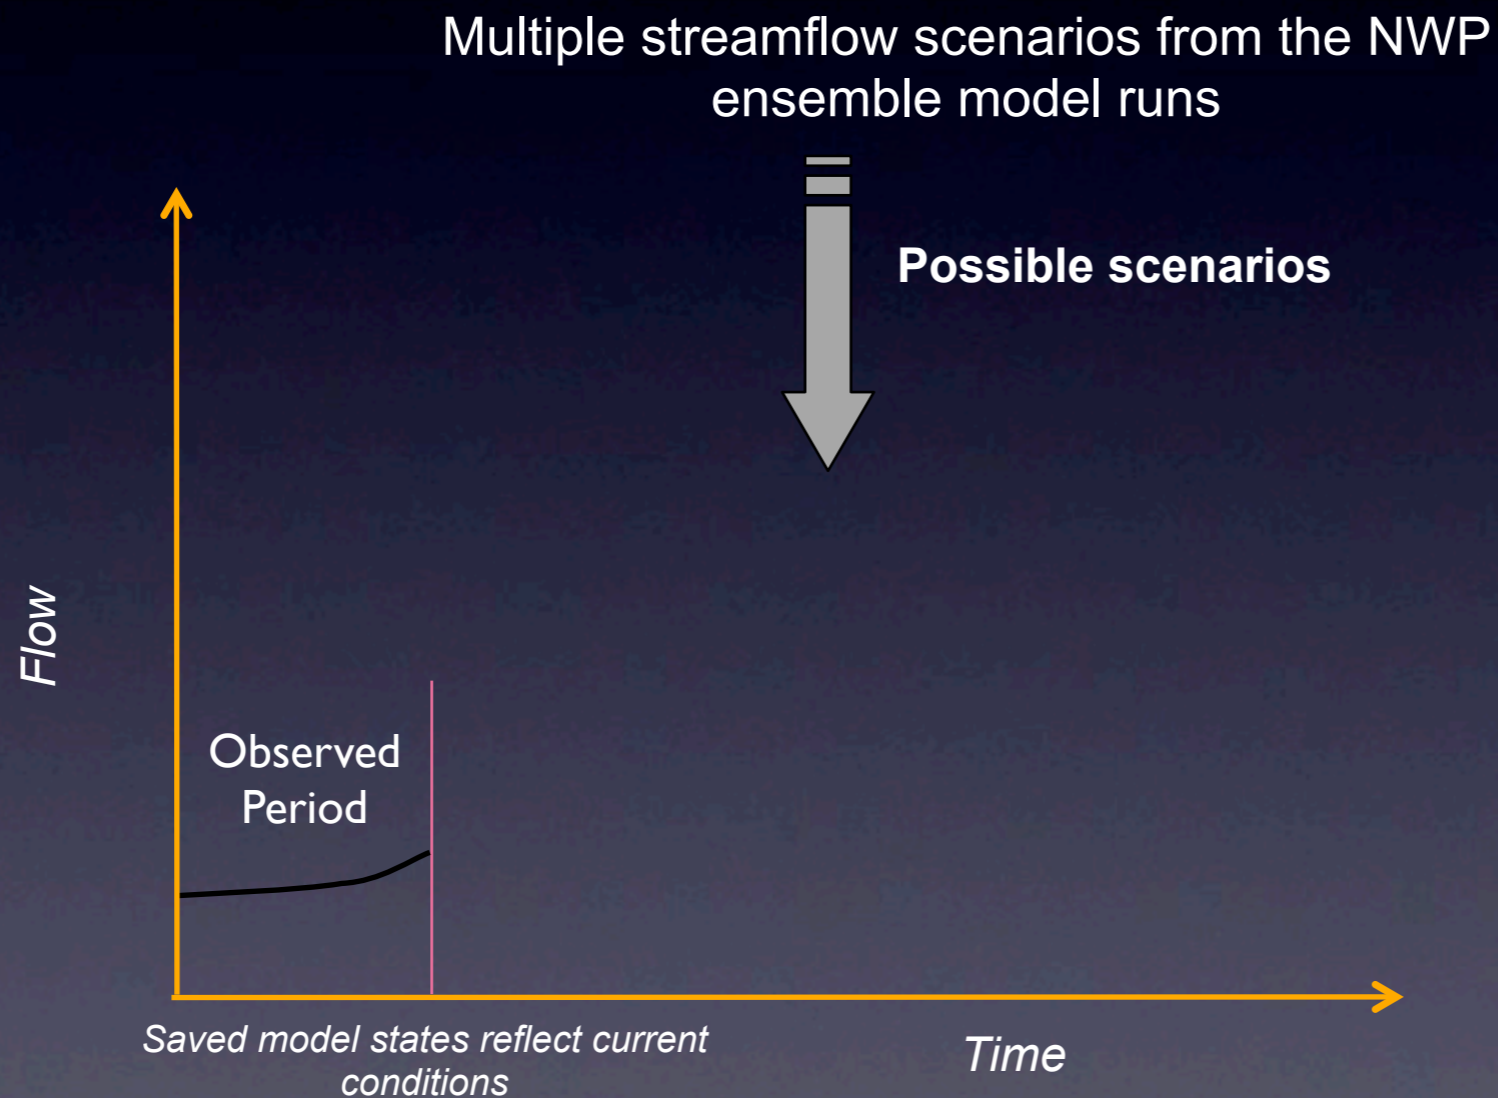 Multiple streamflow scenarios from the NWP
ensemble model runs
Possible scenarios
Flow
Observed
Period
Saved model states reflect current
conditions
Time